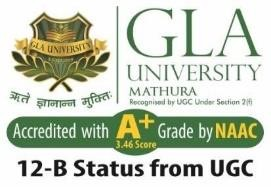 GLA UNIVERSITY
ऋते ज्ञानान्न मुक्तिः
GLA
UNIVERSITY
MATHURA
Recognised by UGC Under Section 2(f)
Accredited with A+ Grade by NAAC
3.46 Score
12-B Status from UGC